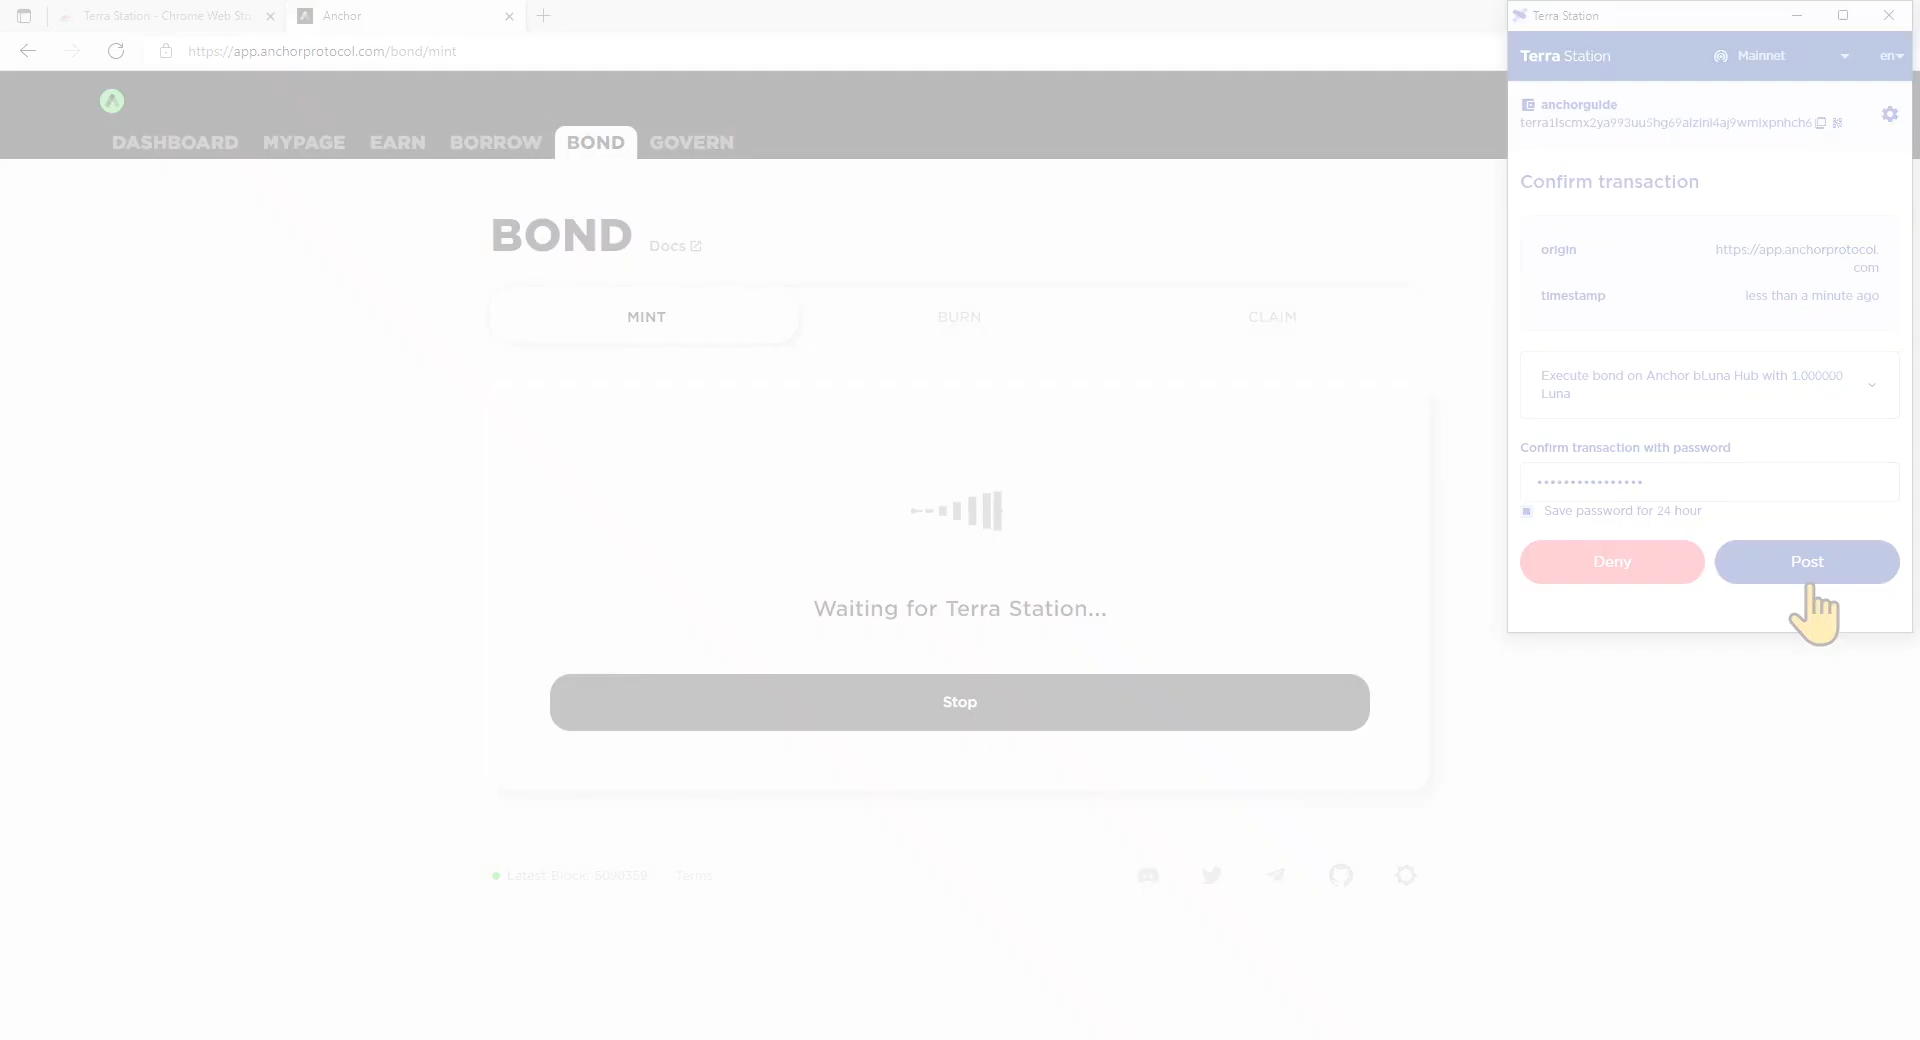 Terra Station - Chrome Web Sto
Anchor
https://app.anchorprotocol.com/bond/mint
DASHBOARD
MYPAGE
EARN
BORROW
BOND
GOVERN
BOND
Docs
MINT
BURN
CLAIM
Waiting for Terra Station...
Stop
Latest Block: 5090359
Terms
Terra Station
Terra Station
Mainnet
en
anchorguide
Confirm transaction
origin
https://app.anchorprotocol.
com
timestamp
less than a minute ago
Execute bond on Anchor bLuna Hub with 1.000000
Luna
Confirm transaction with password
••••••••••••••••
Save password for 24 hour
Deny
Post